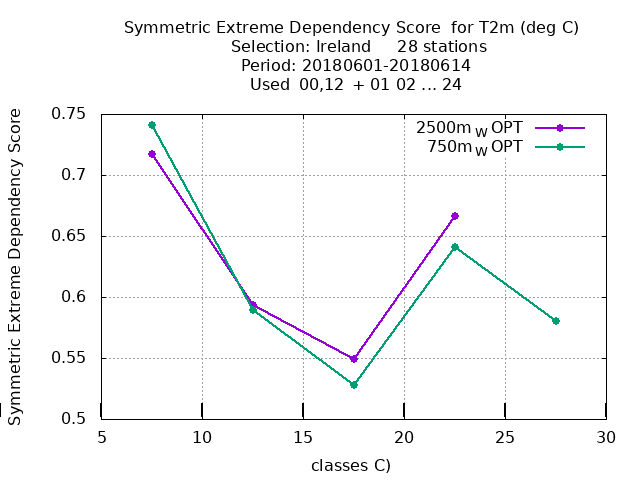 Symmetric Extreme Dependency Score for T2m (deg C)
Selection: Ireland 28 stations
Period: 20180601-20180614
Used 00,12 + 01 02 ... 24
Symmetric Extreme Dependency Score
0.75
0.7
0.65
0.6
0.55
0.5
2500m W OPT
750m W OPT
5 10 15 20 25 30
classes C)